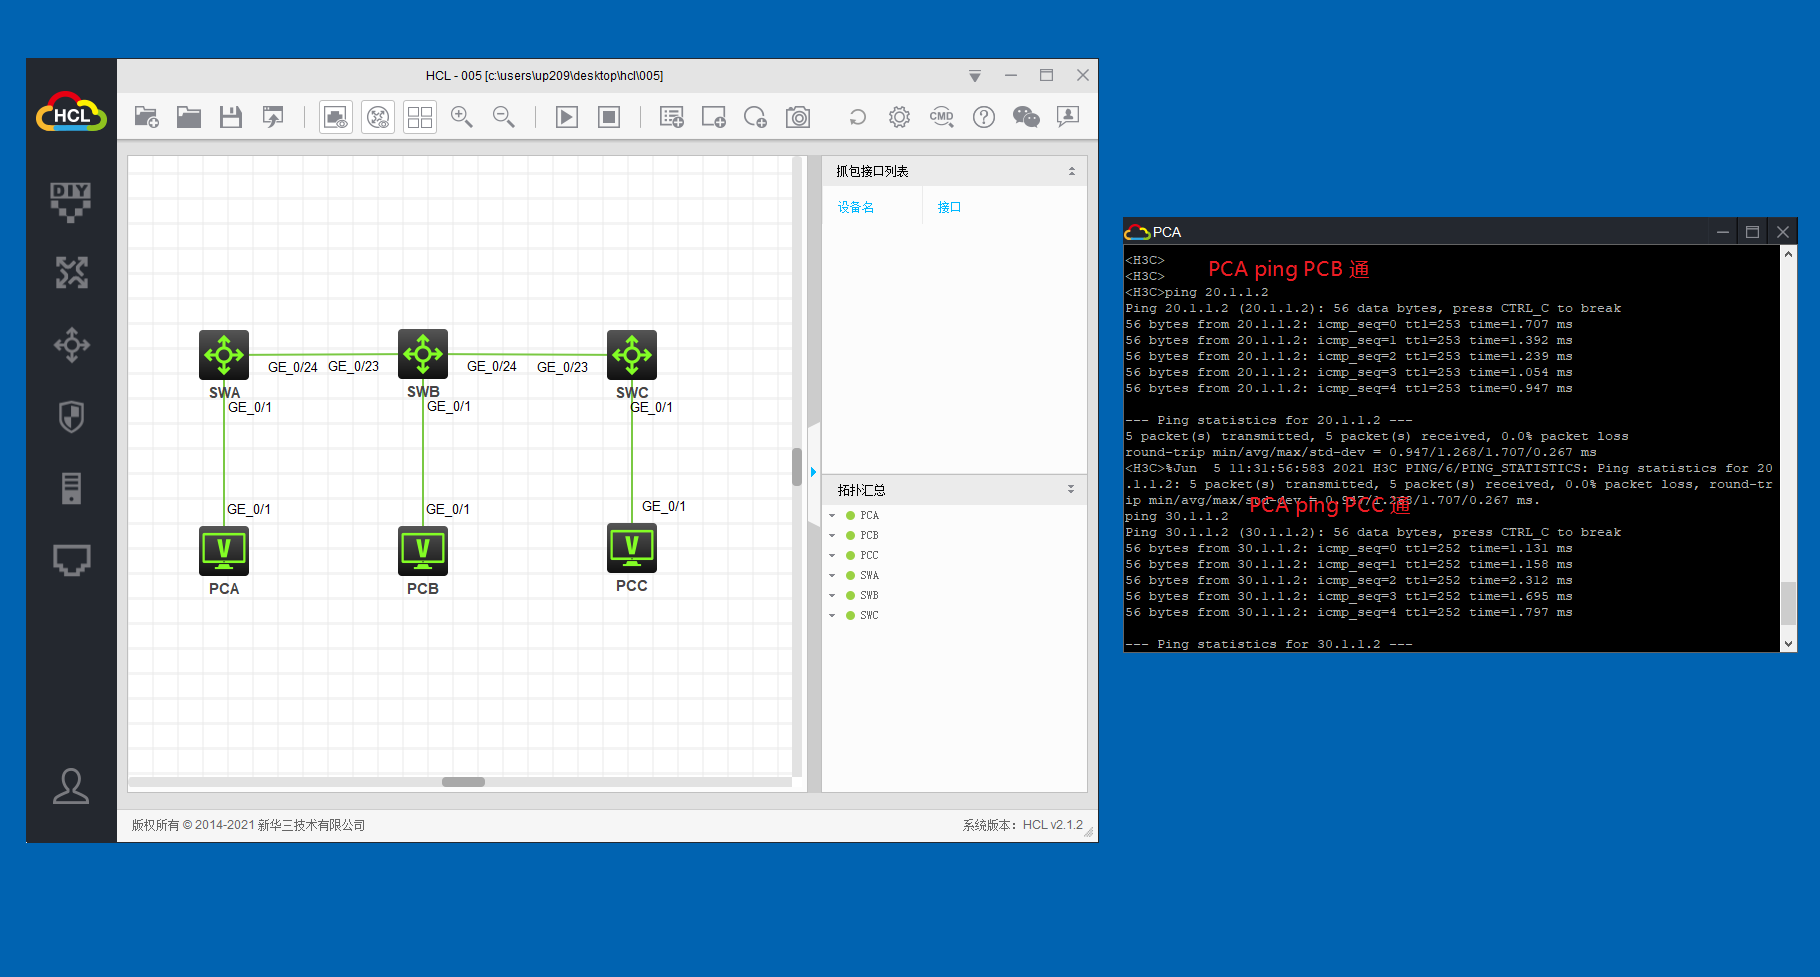 HCL - 005 [c:\users\up209\desktop\hcl\005]
HCL
CMD
DIY
抓包接口列表
设备名 接口
GE_0/24 GE_0/23 GE_0/24 GE_0/23
SWA SWB SWC
GE_0/1 GE_0/1 GE_0/1
GE_0/1 GE_0/1 GE_0/1
V V V
PCA PCB PCC
拓扑汇总
PCA
PCB
PCC
SWA
SWB
SWC
版权所有 © 2014-2021 新华三技术有限公司
系统版本：HCL v2.1.2
PCA
<H3C>
<H3C>
PCA ping PCB 通
<H3C>ping 20.1.1.2
Ping 20.1.1.2 (20.1.1.2): 56 data bytes, press CTRL_C to break
56 bytes from 20.1.1.2: icmp_seq=0 ttl=253 time=1.707 ms
56 bytes from 20.1.1.2: icmp_seq=1 ttl=253 time=1.392 ms
56 bytes from 20.1.1.2: icmp_seq=2 ttl=253 time=1.239 ms
56 bytes from 20.1.1.2: icmp_seq=3 ttl=253 time=1.054 ms
56 bytes from 20.1.1.2: icmp_seq=4 ttl=253 time=0.947 ms
--- Ping statistics for 20.1.1.2 ---
5 packet(s) transmitted, 5 packet(s) received, 0.0% packet loss
round-trip min/avg/max/std-dev = 0.947/1.268/1.707/0.267 ms
<H3C>%Jun  5 11:31:56:583 2021 H3C PING/6/PING_STATISTICS: Ping statistics for 20
.1.1.2: 5 packet(s) transmitted, 5 packet(s) received, 0.0% packet loss, round-tr
ip min/avg/max/std-dev = 0.947/1.268/1.707/0.267 ms.
PCA ping PCC 通
ping 30.1.1.2
Ping 30.1.1.2 (30.1.1.2): 56 data bytes, press CTRL_C to break
56 bytes from 30.1.1.2: icmp_seq=0 ttl=252 time=1.131 ms
56 bytes from 30.1.1.2: icmp_seq=1 ttl=252 time=1.158 ms
56 bytes from 30.1.1.2: icmp_seq=2 ttl=252 time=2.312 ms
56 bytes from 30.1.1.2: icmp_seq=3 ttl=252 time=1.695 ms
56 bytes from 30.1.1.2: icmp_seq=4 ttl=252 time=1.797 ms
--- Ping statistics for 30.1.1.2 ---